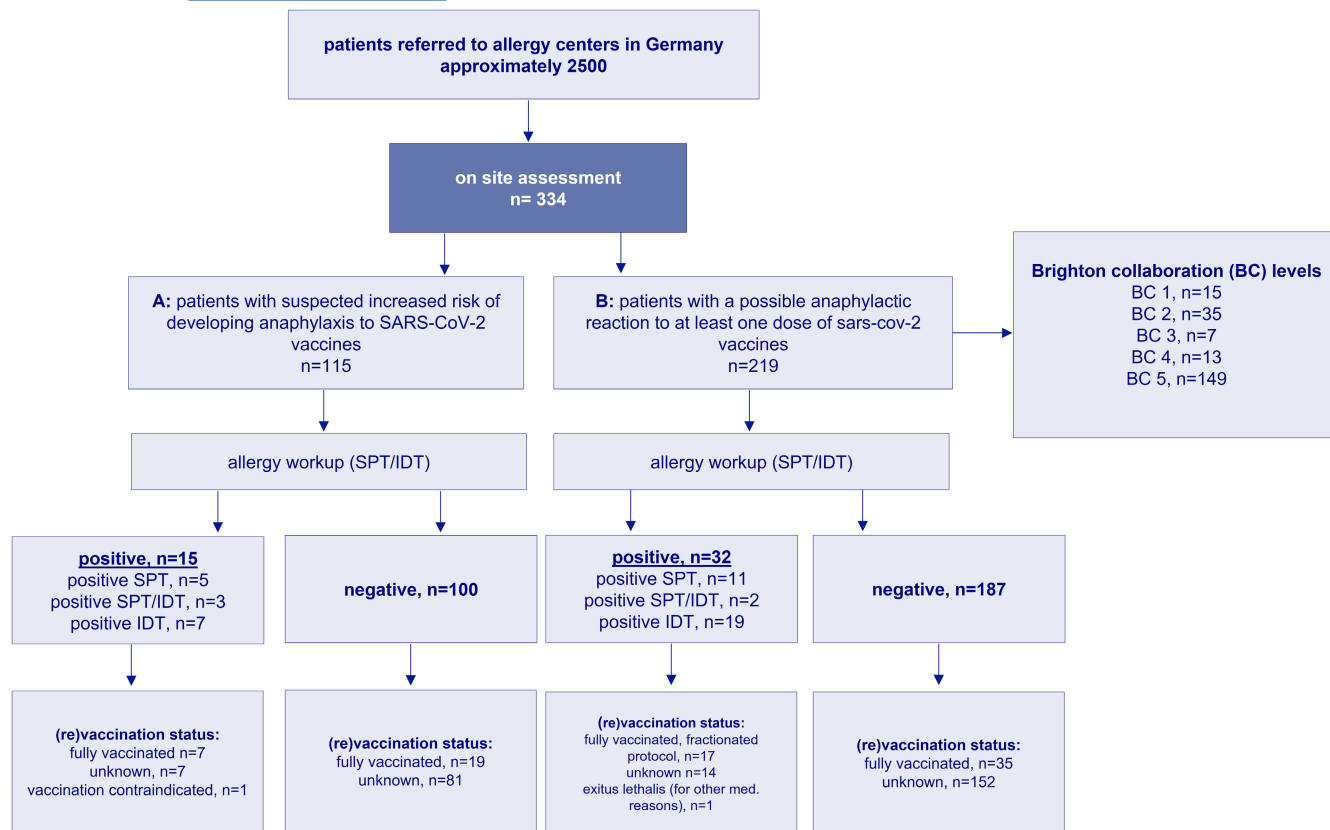 patients referred to allergy centers in Germany
approximately 2500
on site assessment
n= 334
A: patients with suspected increased risk of
developing anaphylaxis to SARS-CoV-2
vaccines
n=115
B: patients with a possible anaphylactic
reaction to at least one dose of sars-cov-2
vaccines
n=219
Brighton collaboration (BC) levels
BC 1, n=15
BC 2, n=35
BC 3, n=7
BC 4, n=13
BC 5, n=149
allergy workup (SPT/IDT)
allergy workup (SPT/IDT)
positive, n=15
positive SPT, n=5
positive SPT/IDT, n=3
positive IDT, n=7
negative, n=100
positive, n=32
positive SPT, n=11
positive SPT/IDT, n=2
positive IDT, n=19
negative, n=187
(re)vaccination status:
fully vaccinated n=7
unknown, n=7
vaccination contraindicated, n=1
(re)vaccination status:
fully vaccinated, n=19
unknown, n=81
(re)vaccination status:
fully vaccinated, fractionated
protocol, n=17
unknown n=14
exitus lethalis (for other med.
reasons), n=1
(re)vaccination status:
fully vaccinated, n=35
unknown, n=152